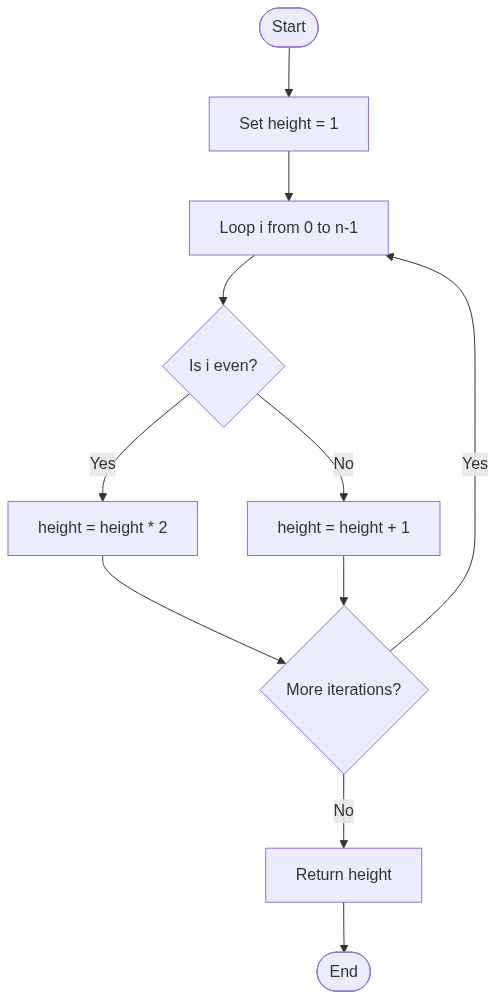 Start
Set height = 1
Loop i from 0 to n-1
Is i even?
Yes
No
Yes
height = height * 2
height = height + 1
More iterations?
No
Return height
End